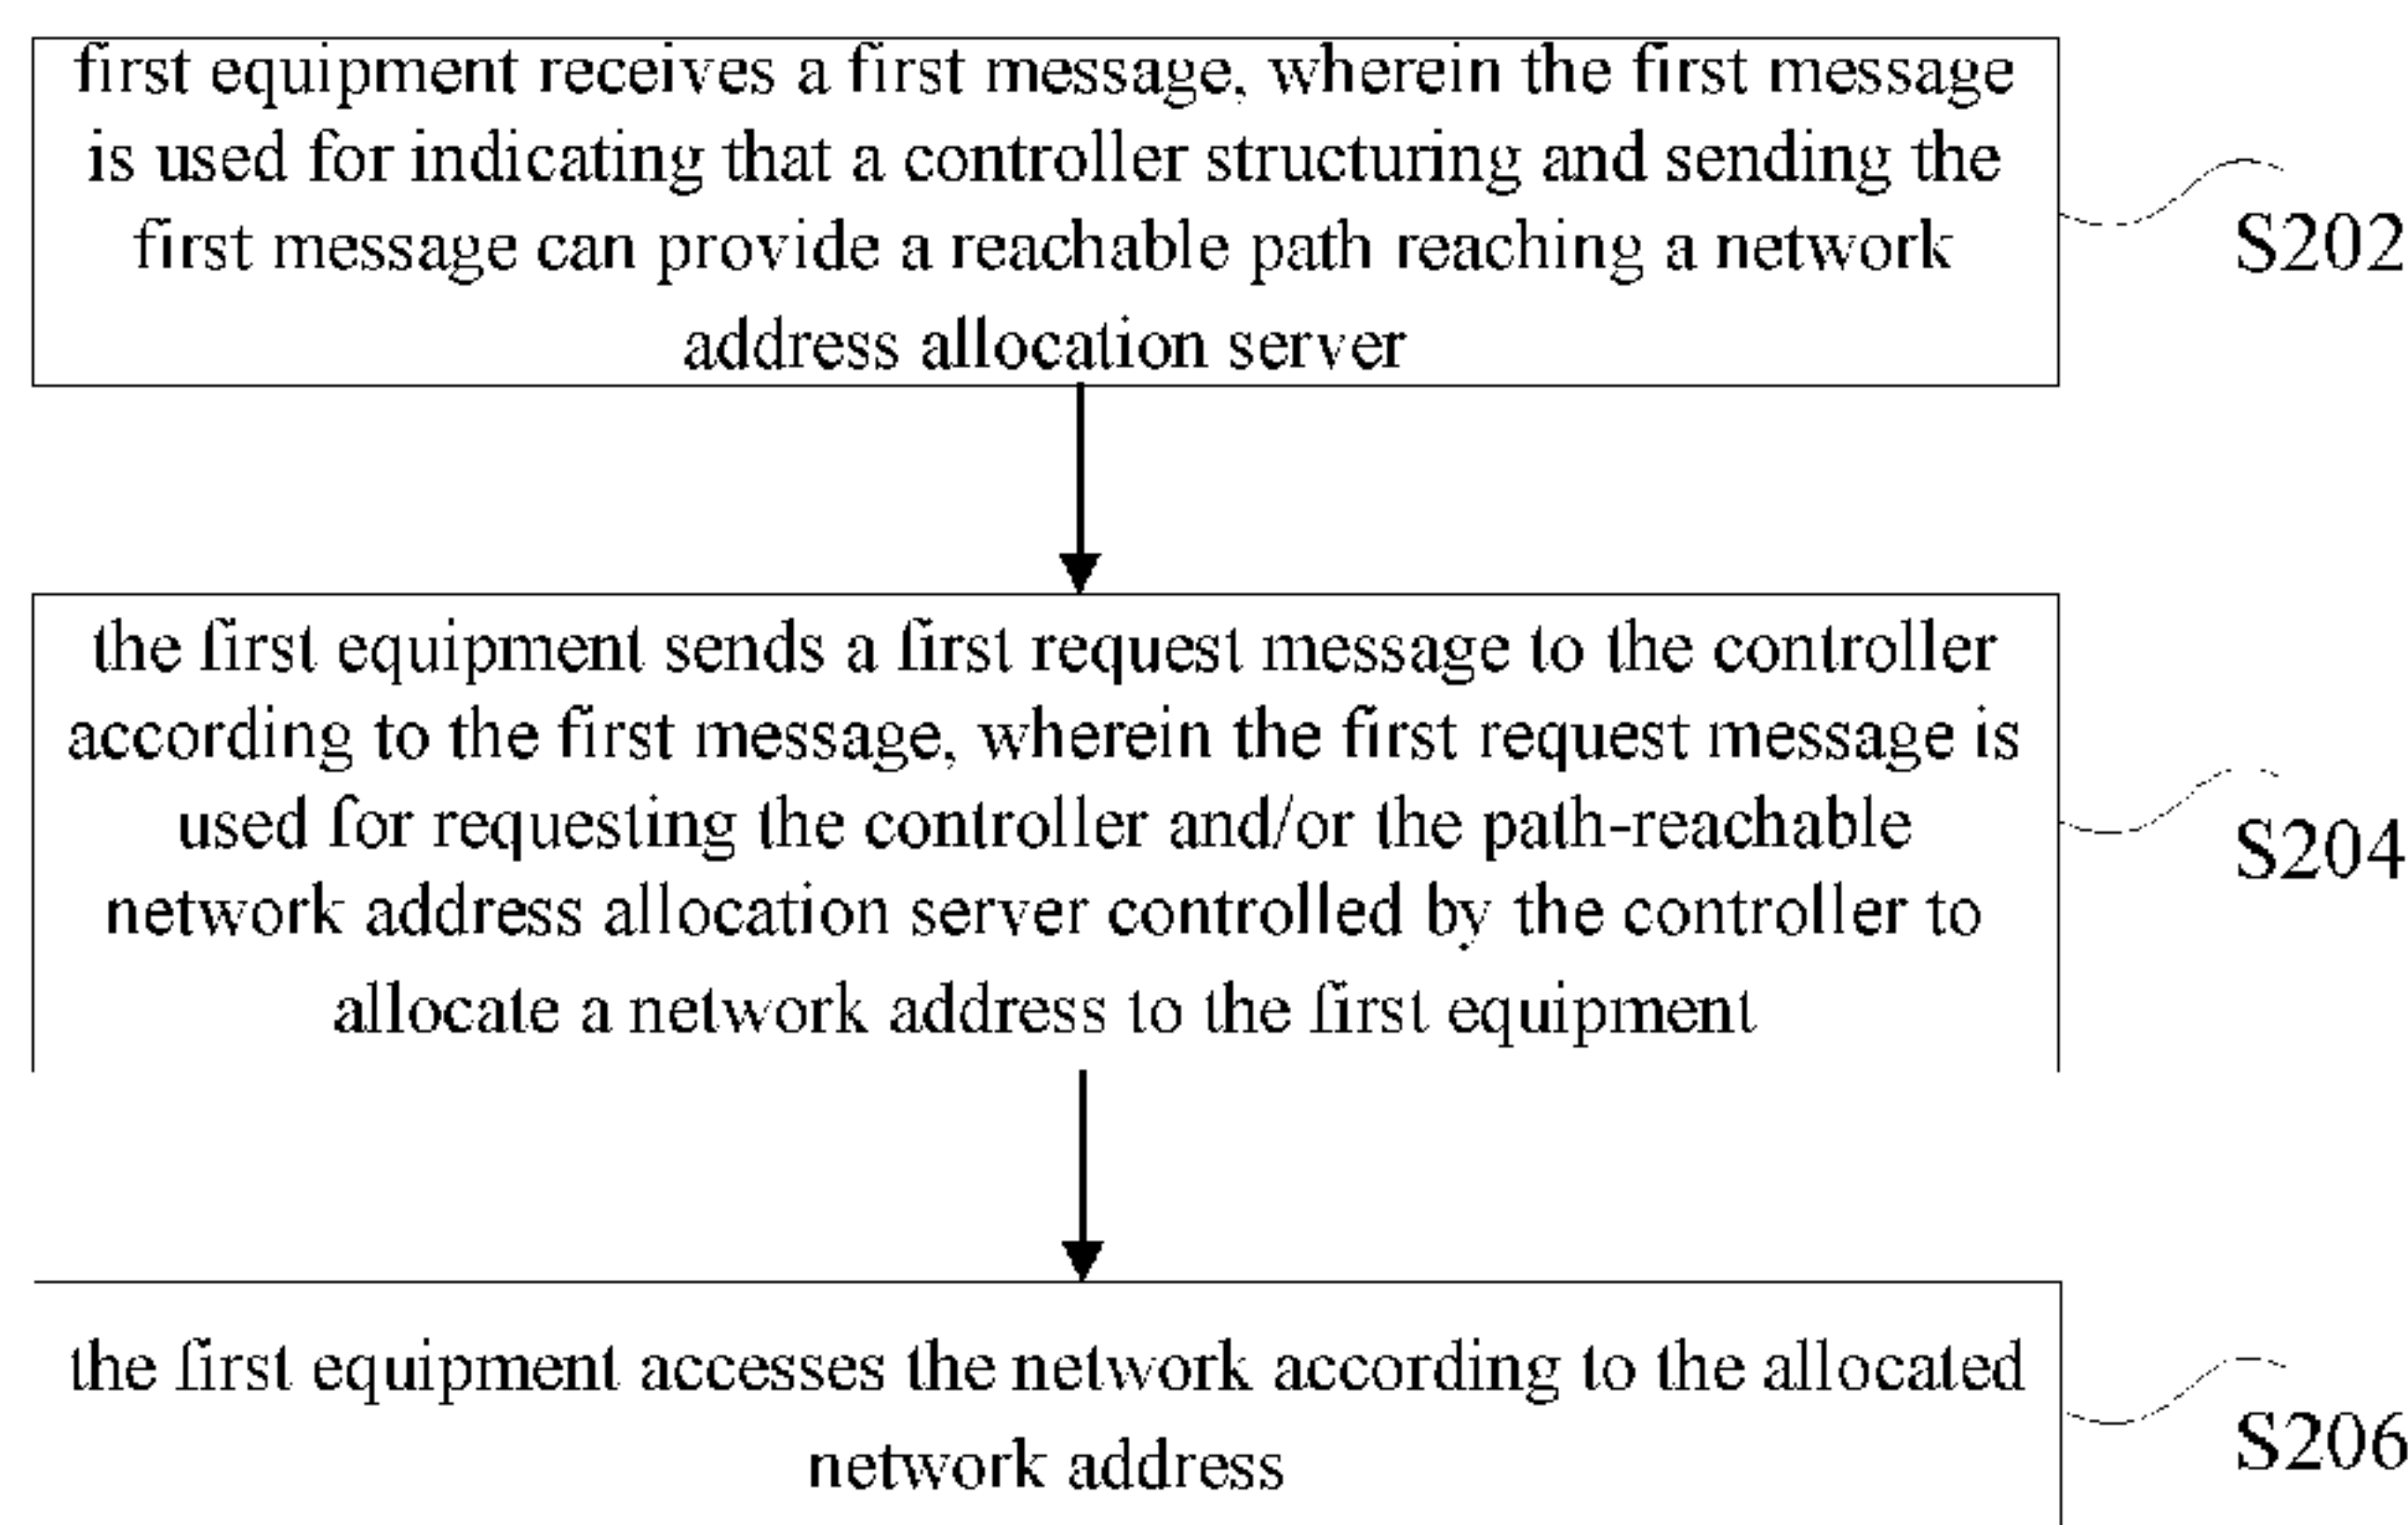 first equipment receives a first message, wherein the first message
is used for indicating that a controller structuring and sending the
first message can provide a reachable path reaching a network
address allocation server
S202
the first equipment sends a first request message to the controller
according to the first message, wherein the first request message is
used for requesting the controller and/or the path-reachable
network address allocation server controlled by the controller to
allocate a network address to the first equipment
S204
the first equipment accesses the network according to the allocated
network address
S206